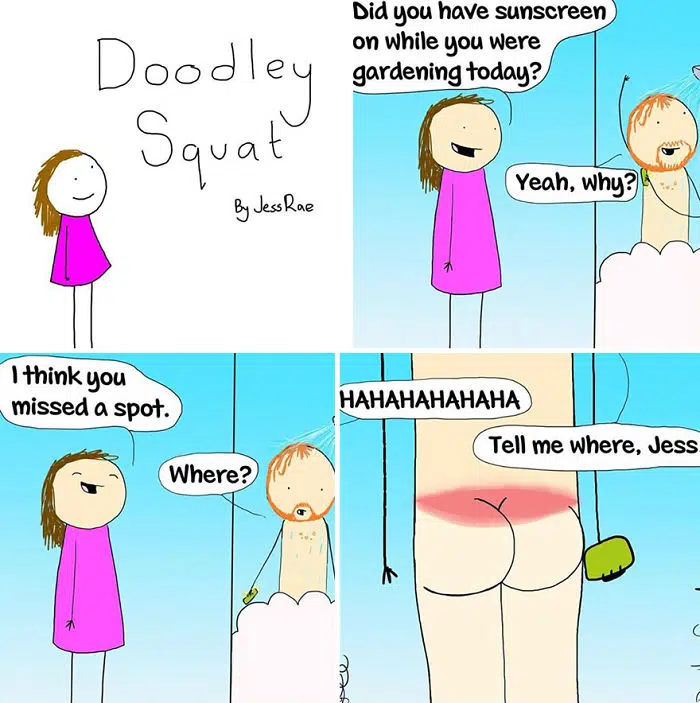 Doodley
Squat
By JessRae
Did you have sunscreen
on while you were
gardening today?
Yeah, why?
I think you
missed a spot.
Where?
HAHAHAHAHAHA
Tell me where, Jess